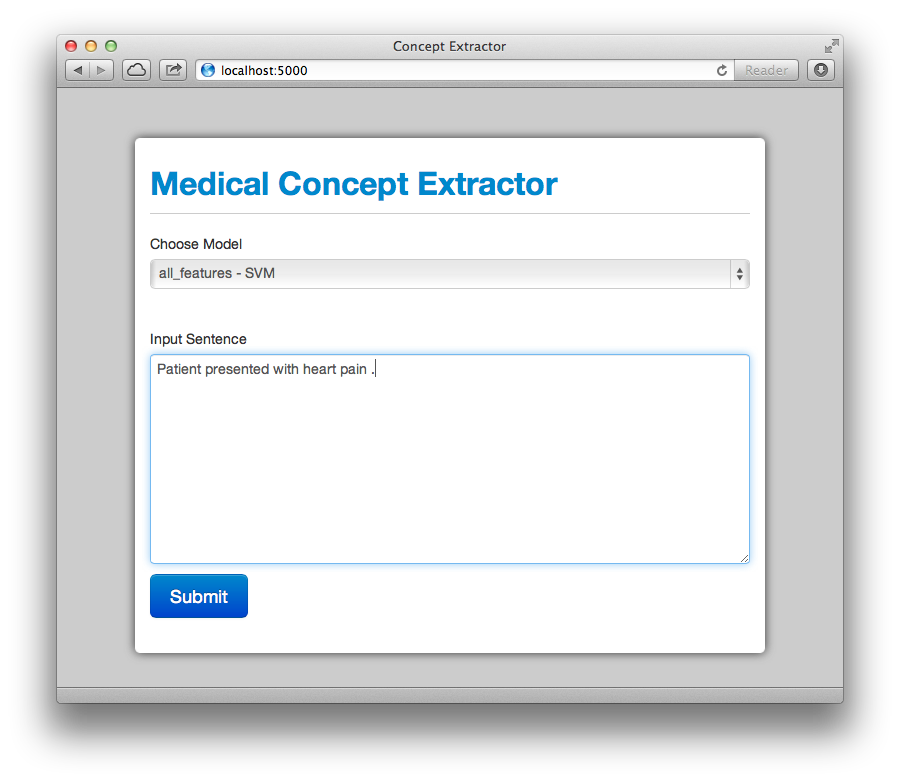 Concept Extractor
localhost:5000
Reader
Medical Concept Extractor
Choose Model
all_features - SVM
Input Sentence
Patient presented with heart pain .
Submit